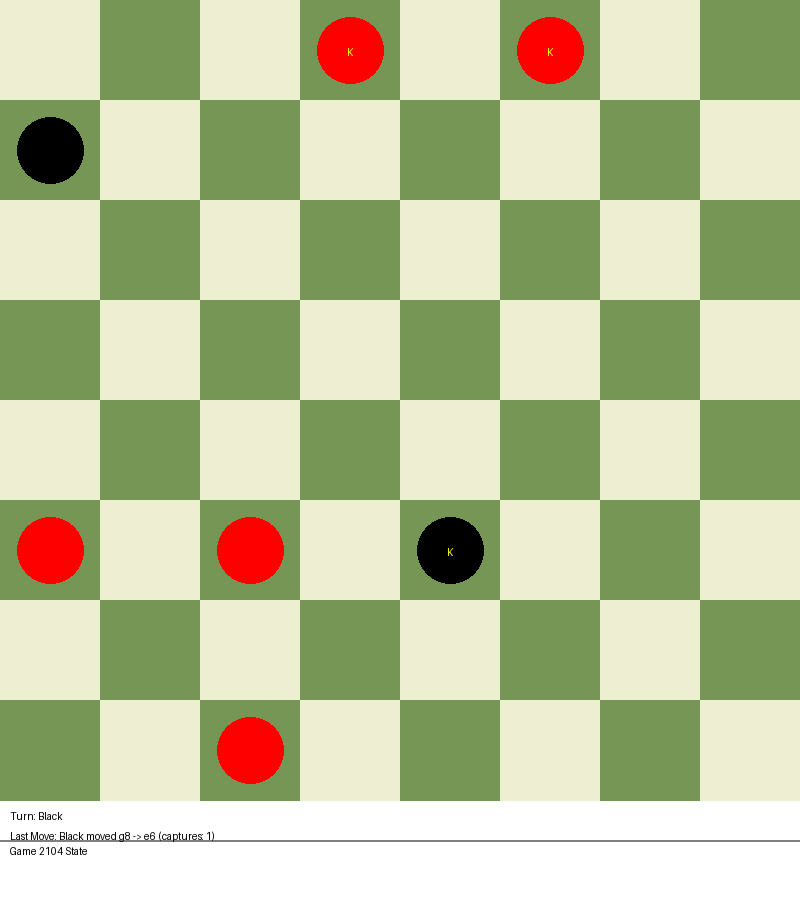 K K
K
Turn: Black
Last Move: Black moved g8 -> e6 (captures: 1)
Game 2104 State